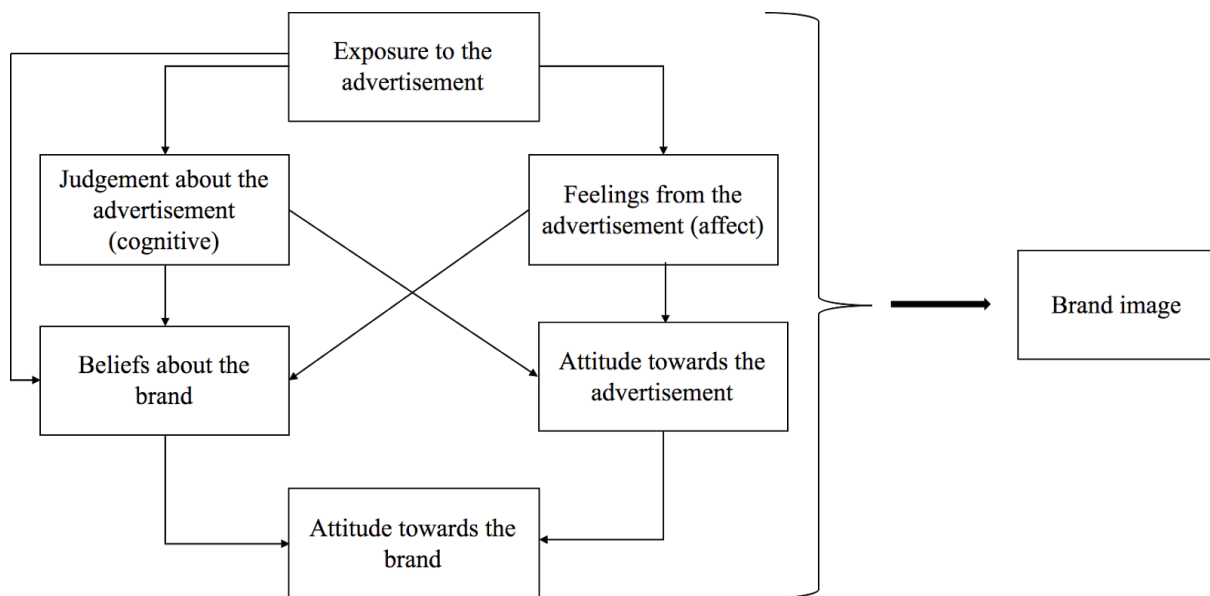 Exposure to the
advertisement
Judgement about the
advertisement
(cognitive)
Feelings from the
advertisement (affect)
Beliefs about the
brand
Attitude towards the
advertisement
Attitude towards the
brand
Brand image